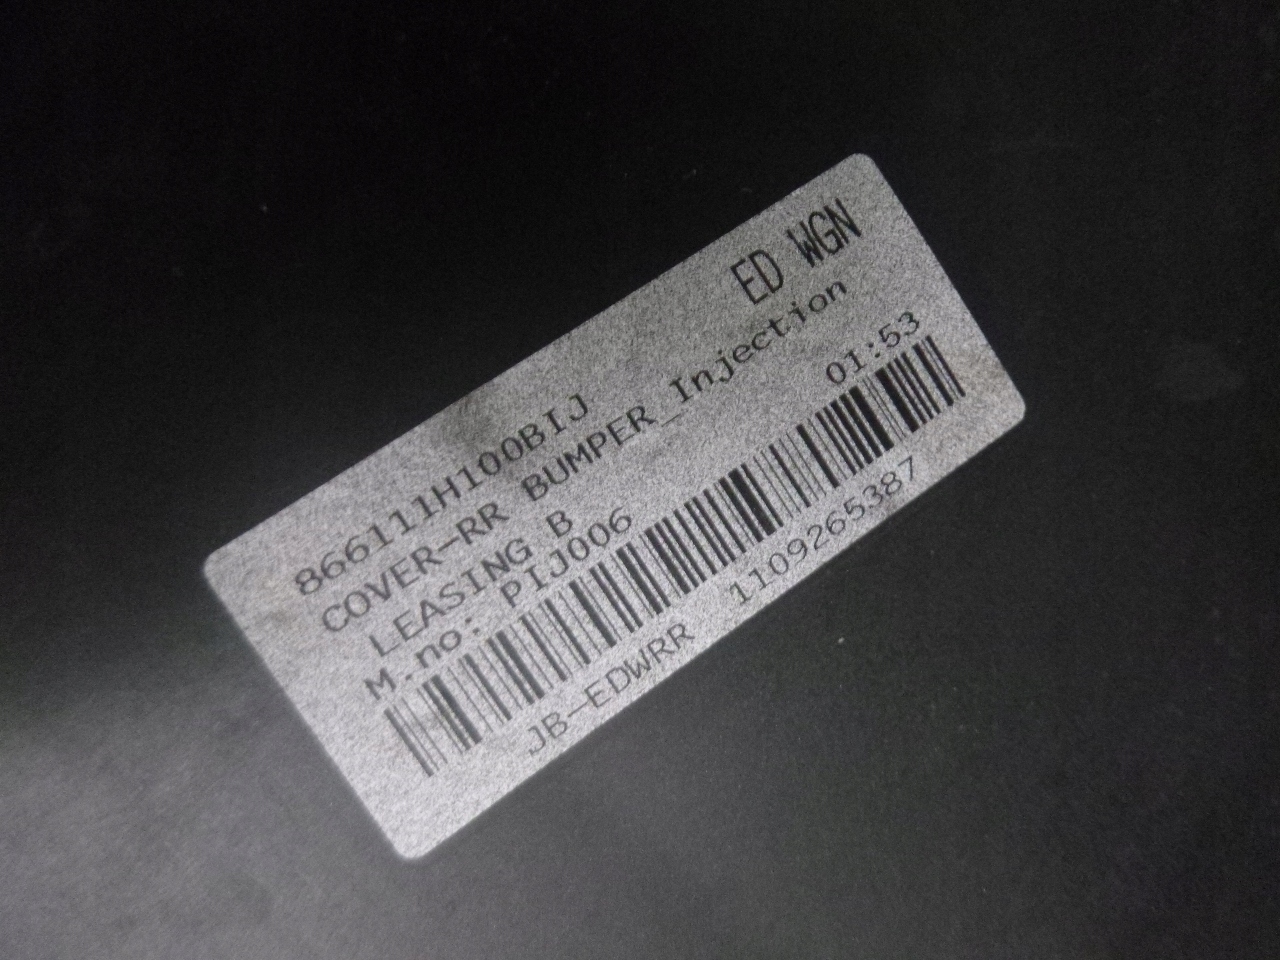 ED WGN
866111H100BIJ
COVER-RR BUMPER_Injection
LEASING B
M.no: PIJ006
01:53
JB-EDWRR
1109265387